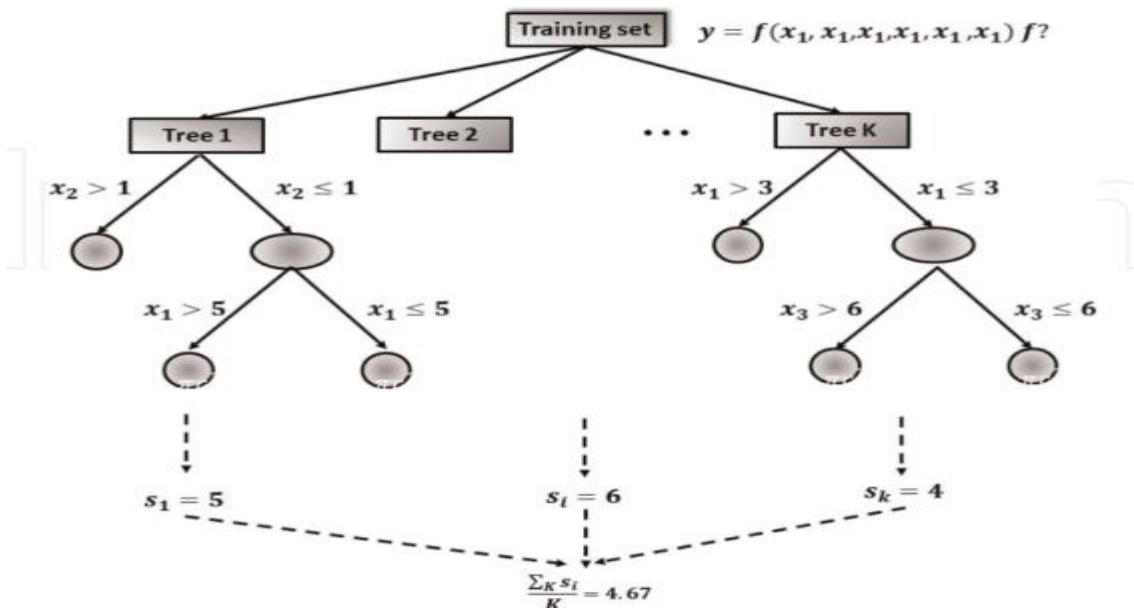 Training set
y = f(x₁, x₁,x₁,x₁, x₁ ,x₁) f?
Tree 1
Tree 2
...
Tree K
x₂ > 1
x₂ ≤ 1
x₁ > 3
x₁ ≤ 3
x₁ > 5
x₁ ≤ 5
x₃ > 6
x₃ ≤ 6
s₁ = 5
sᵢ = 6
sₖ = 4
∑_K sᵢ / K = 4.67